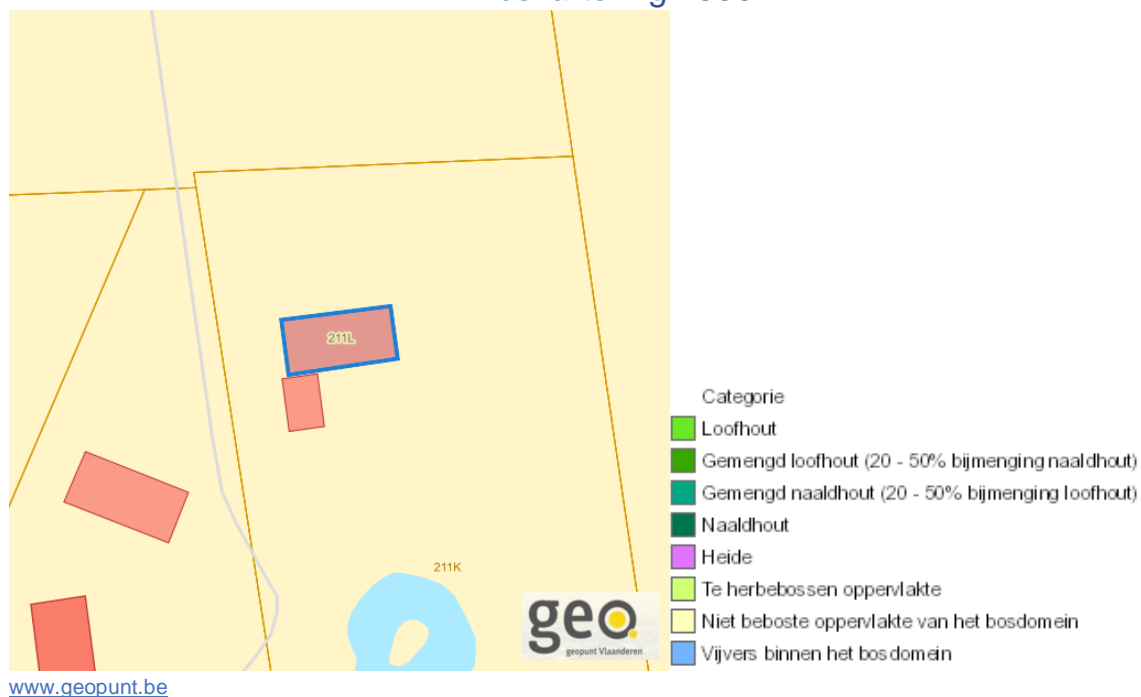 211L
211K
geo
geopunt Vlaanderen
Categorie
Loofhout
Gemengd loofhout (20 - 50% bijmenging naaldhout)
Gemengd naaldhout (20 - 50% bijmenging loofhout)
Naaldhout
Heide
Te herbebossen oppervlakte
Niet beboste oppervlakte van het bosdomein
Vijvers binnen het bosdomein
www.geopunt.be